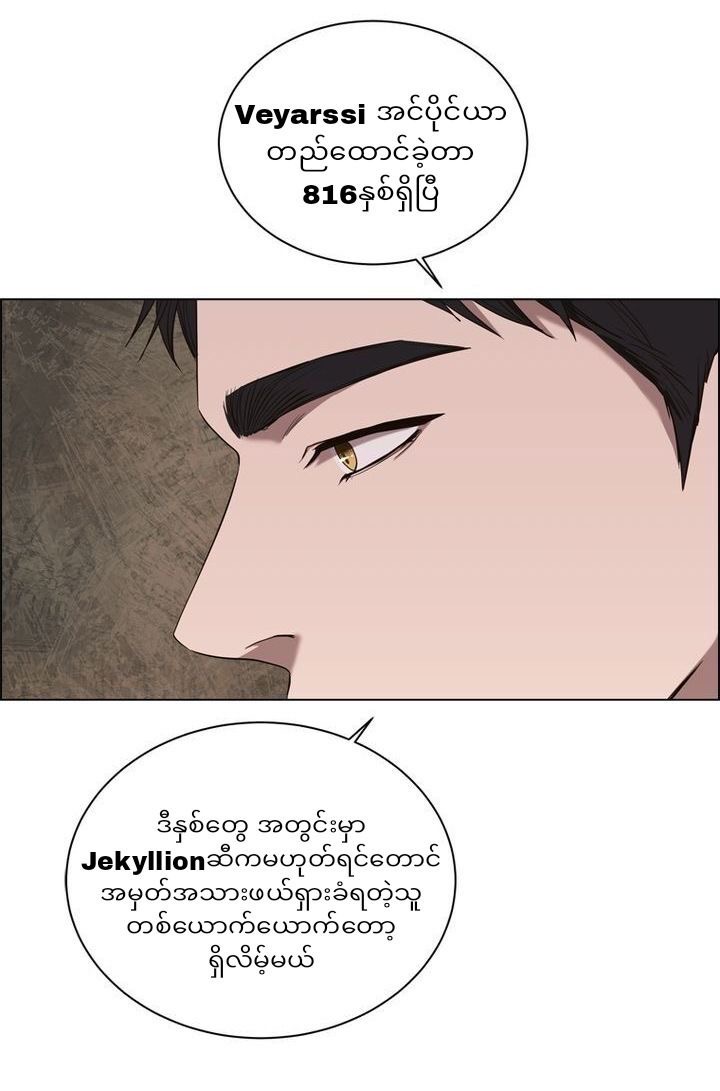 Veyarssi အင်ပိုင်ယာ
တည်ထောင်ခဲ့တာ
816နှစ်ရှိပြီ
ဒီနှစ်တွေ အတွင်းမှာ
Jekyllionဆီကမဟုတ်ရင်တောင်
အမှတ်အသားဖယ်ရှားခံရတဲ့သူ
တစ်ယောက်ယောက်တော့
ရှိလိမ့်မယ်